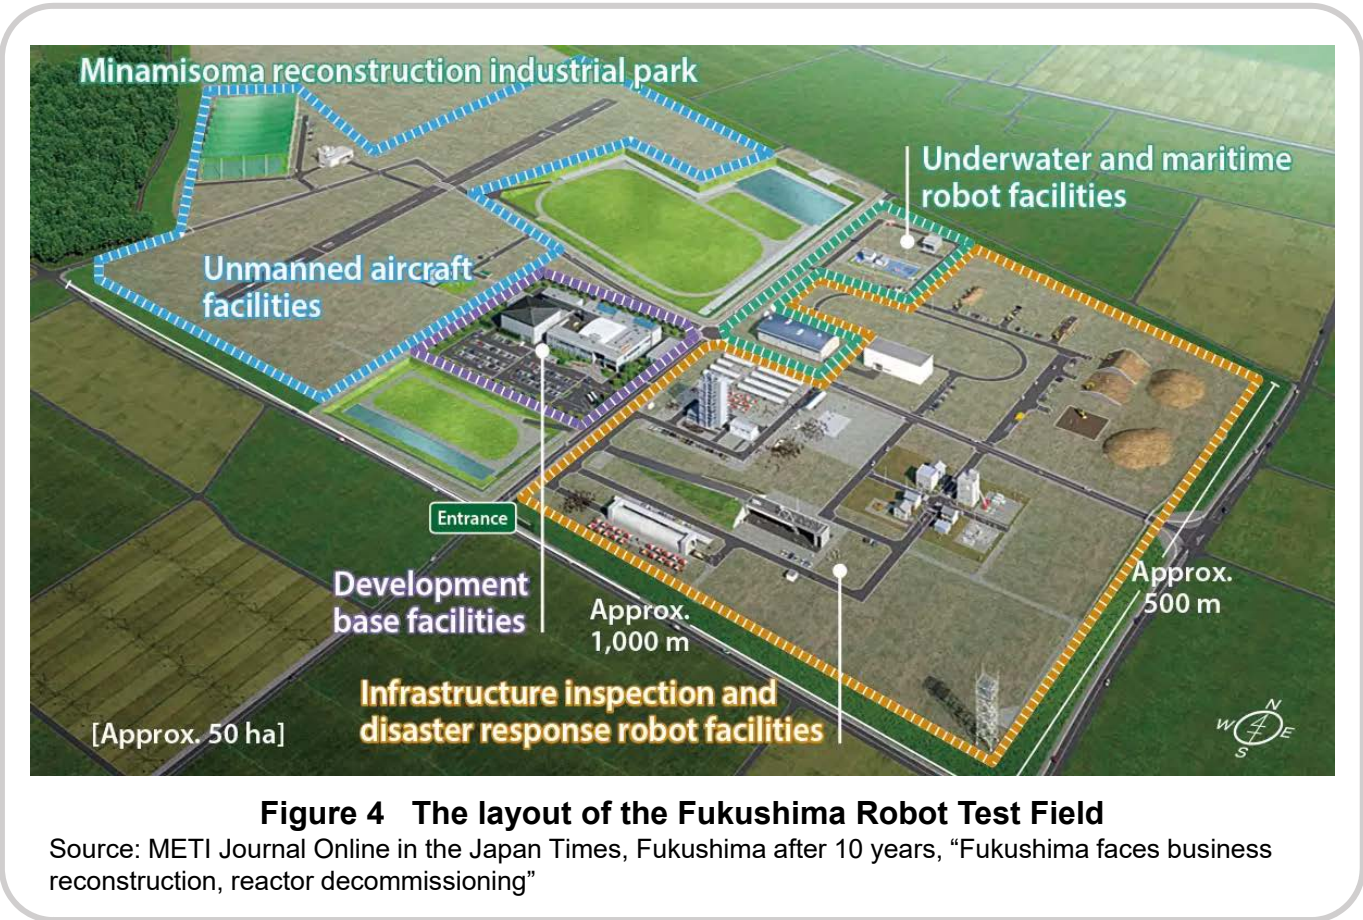 Minamisoma reconstruction industrial park
Underwater and maritime
robot facilities
Unmanned aircraft
facilities
Entrance
Development
base facilities
Approx.
1,000 m
Approx.
500 m
Infrastructure inspection and
disaster response robot facilities
[Approx. 50 ha]
N
W
E
S
Figure 4 The layout of the Fukushima Robot Test Field
Source: METI Journal Online in the Japan Times, Fukushima after 10 years, “Fukushima faces business
reconstruction, reactor decommissioning”